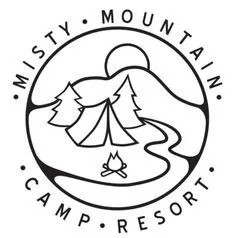 · MISTY · MOUNTAIN ·
· CAMP · RESORT ·